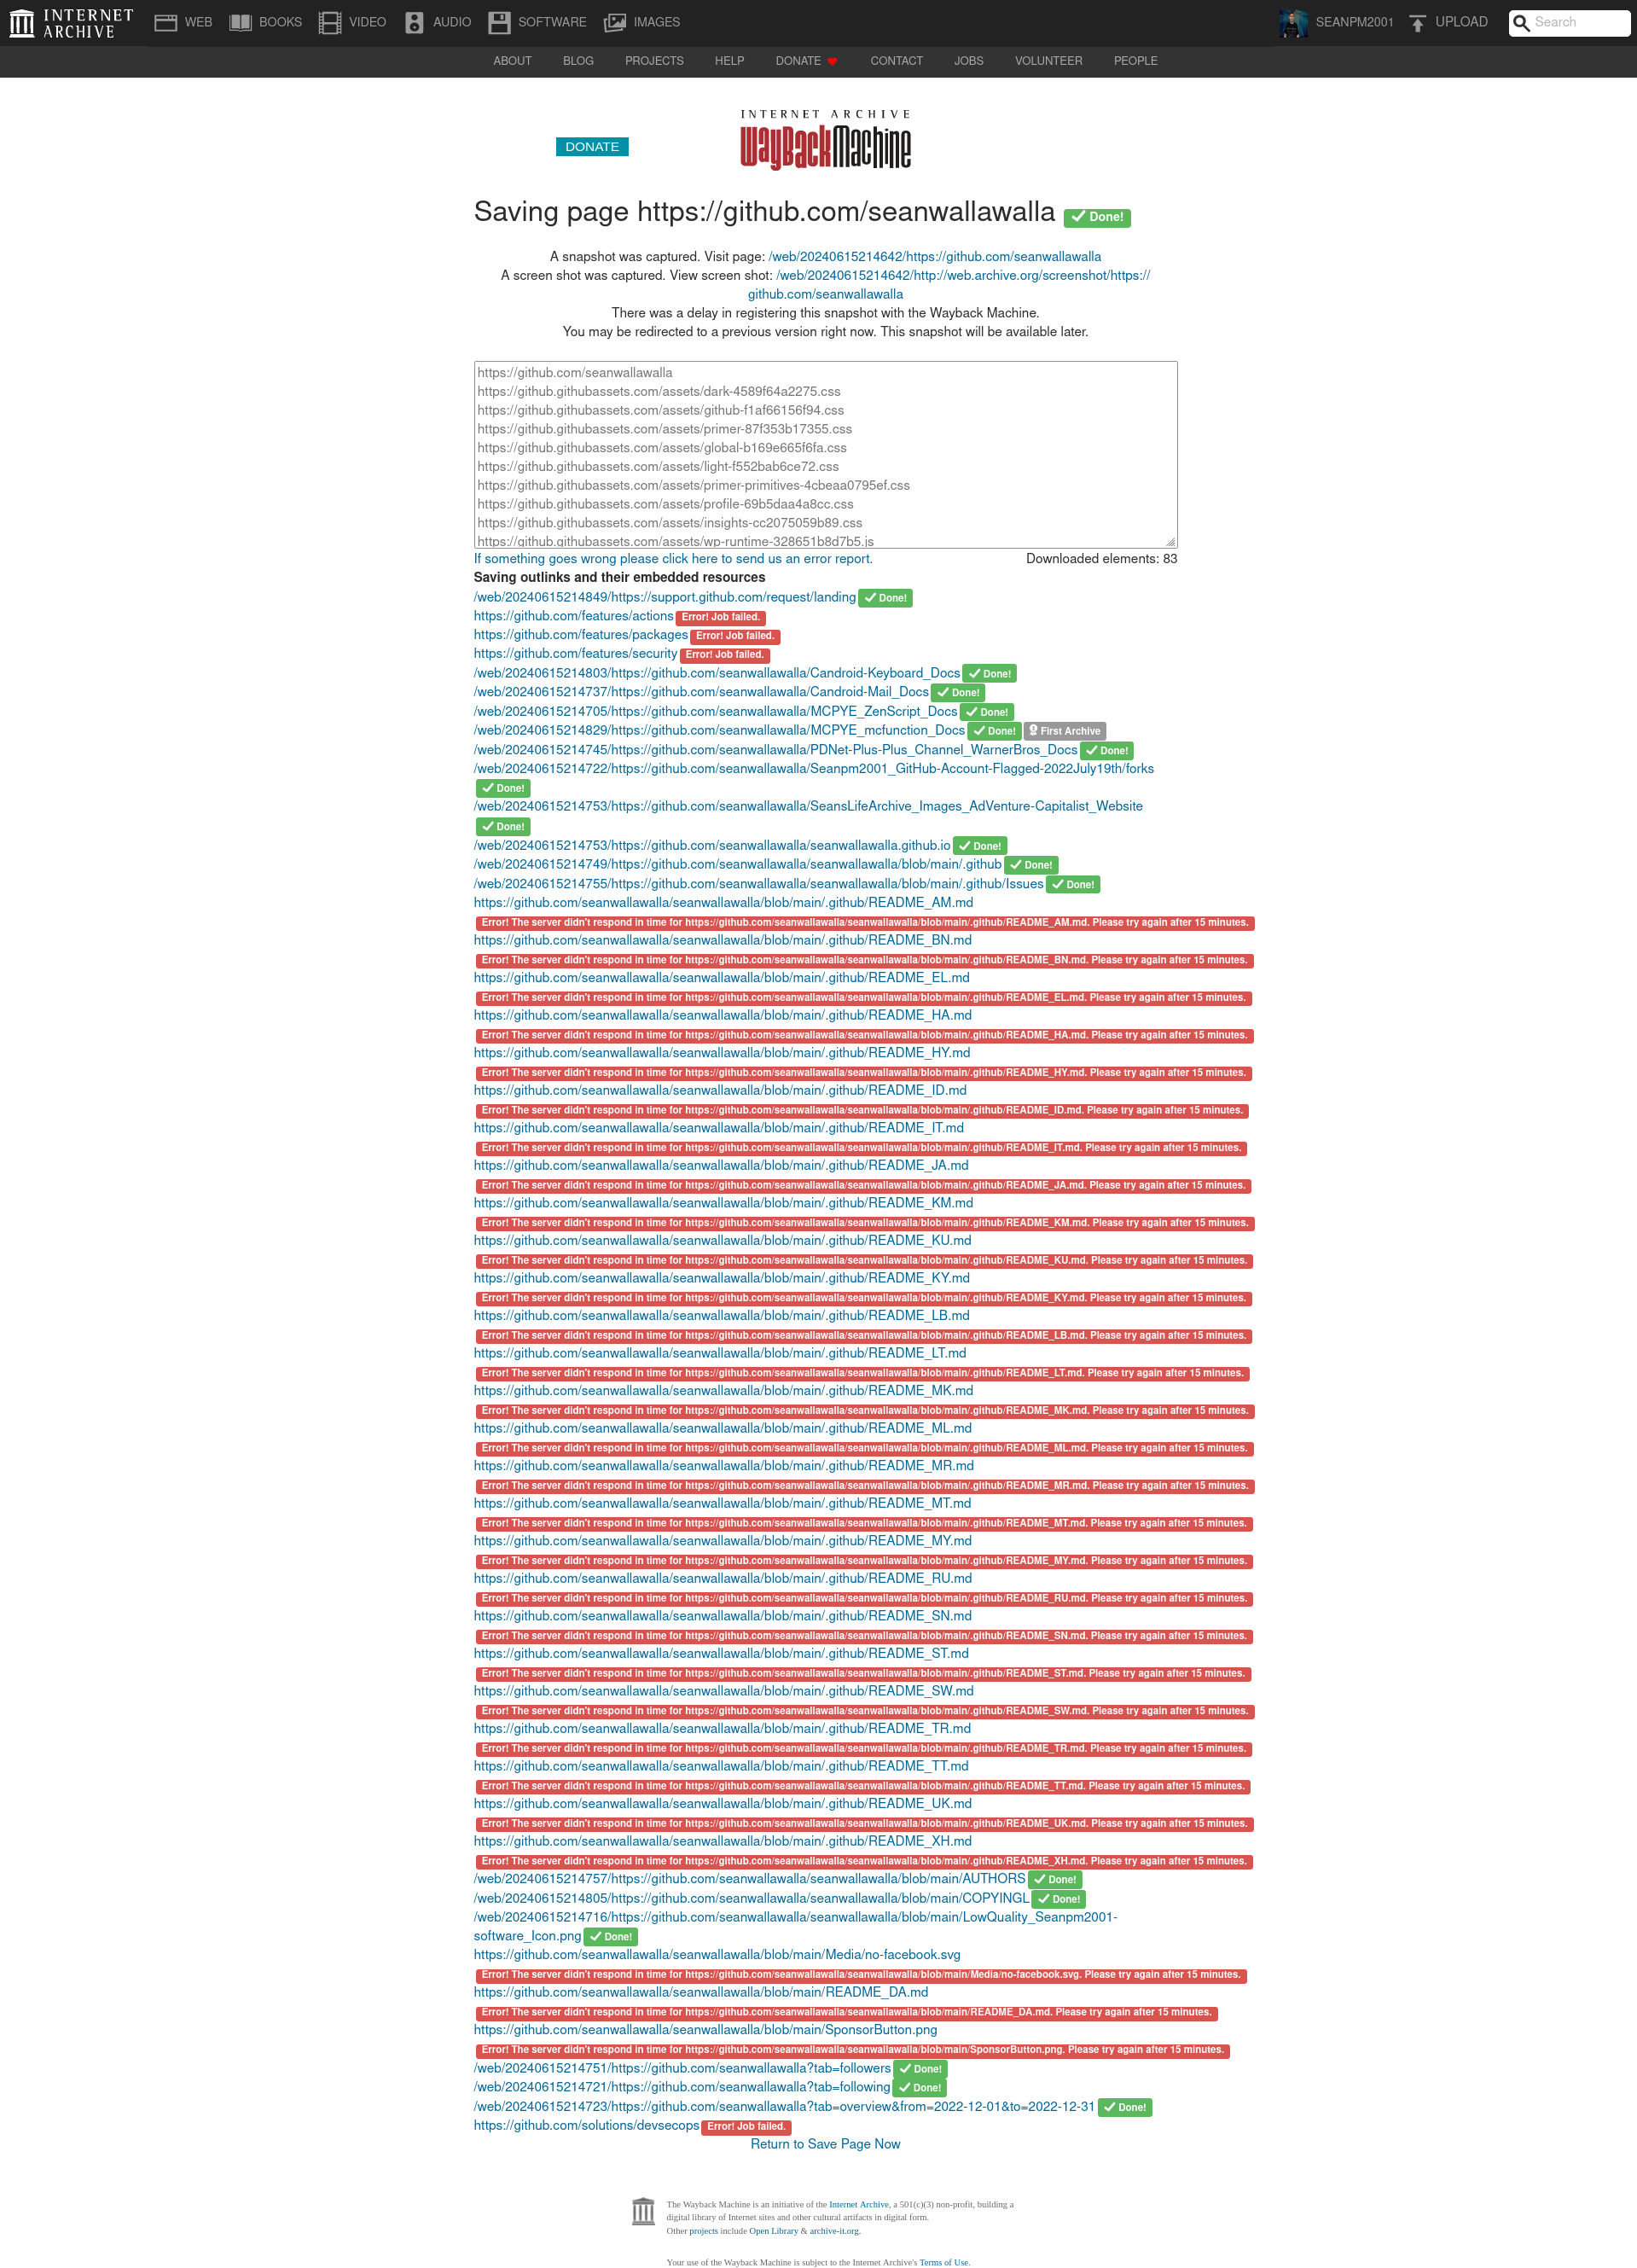 INTERNET ARCHIVE
WEB BOOKS VIDEO AUDIO SOFTWARE IMAGES SEANPM2001 UPLOAD Search
ABOUT BLOG PROJECTS HELP DONATE CONTACT JOBS VOLUNTEER PEOPLE
INTERNET ARCHIVE
WayBackMachine
DONATE
Saving page https://github.com/seanwallawalla Done!
A snapshot was captured. Visit page: /web/20240615214642/https://github.com/seanwallawalla
A screen shot was captured. View screen shot: /web/20240615214642/http://web.archive.org/screenshot/https://
github.com/seanwallawalla
There was a delay in registering this snapshot with the Wayback Machine.
You may be redirected to a previous version right now. This snapshot will be available later.
https://github.com/seanwallawalla
https://github.githubassets.com/assets/dark-4589f64a2275.css
https://github.githubassets.com/assets/github-f1af66156f94.css
https://github.githubassets.com/assets/primer-87f353b17355.css
https://github.githubassets.com/assets/global-b169e665f6fa.css
https://github.githubassets.com/assets/light-f552bab6ce72.css
https://github.githubassets.com/assets/primer-primitives-4cbeaa0795ef.css
https://github.githubassets.com/assets/profile-69b5daa4a8cc.css
https://github.githubassets.com/assets/insights-cc2075059b89.css
https://github.githubassets.com/assets/wp-runtime-328651b8d7b5.js
If something goes wrong please click here to send us an error report. Downloaded elements: 83
Saving outlinks and their embedded resources
/web/20240615214849/https://support.github.com/request/landing Done!
https://github.com/features/actions Error! Job failed.
https://github.com/features/packages Error! Job failed.
https://github.com/features/security Error! Job failed.
/web/20240615214803/https://github.com/seanwallawalla/Candroid-Keyboard_Docs Done!
/web/20240615214737/https://github.com/seanwallawalla/Candroid-Mail_Docs Done!
/web/20240615214705/https://github.com/seanwallawalla/MCPYE_ZenScript_Docs Done!
/web/20240615214829/https://github.com/seanwallawalla/MCPYE_mcfunction_Docs Done! First Archive
/web/20240615214745/https://github.com/seanwallawalla/PDNet-Plus-Plus_Channel_WarnerBros_Docs Done!
/web/20240615214722/https://github.com/seanwallawalla/Seanpm2001_GitHub-Account-Flagged-2022July19th/forks
Done!
/web/20240615214753/https://github.com/seanwallawalla/SeansLifeArchive_Images_AdVenture-Capitalist_Website
Done!
/web/20240615214753/https://github.com/seanwallawalla/seanwallawalla.github.io Done!
/web/20240615214749/https://github.com/seanwallawalla/seanwallawalla/blob/main/.github Done!
/web/20240615214755/https://github.com/seanwallawalla/seanwallawalla/blob/main/.github/Issues Done!
https://github.com/seanwallawalla/seanwallawalla/blob/main/.github/README_AM.md
Error! The server didn't respond in time for https://github.com/seanwallawalla/seanwallawalla/blob/main/.github/README_AM.md. Please try again after 15 minutes.
https://github.com/seanwallawalla/seanwallawalla/blob/main/.github/README_BN.md
Error! The server didn't respond in time for https://github.com/seanwallawalla/seanwallawalla/blob/main/.github/README_BN.md. Please try again after 15 minutes.
https://github.com/seanwallawalla/seanwallawalla/blob/main/.github/README_EL.md
Error! The server didn't respond in time for https://github.com/seanwallawalla/seanwallawalla/blob/main/.github/README_EL.md. Please try again after 15 minutes.
https://github.com/seanwallawalla/seanwallawalla/blob/main/.github/README_HA.md
Error! The server didn't respond in time for https://github.com/seanwallawalla/seanwallawalla/blob/main/.github/README_HA.md. Please try again after 15 minutes.
https://github.com/seanwallawalla/seanwallawalla/blob/main/.github/README_HY.md
Error! The server didn't respond in time for https://github.com/seanwallawalla/seanwallawalla/blob/main/.github/README_HY.md. Please try again after 15 minutes.
https://github.com/seanwallawalla/seanwallawalla/blob/main/.github/README_ID.md
Error! The server didn't respond in time for https://github.com/seanwallawalla/seanwallawalla/blob/main/.github/README_ID.md. Please try again after 15 minutes.
https://github.com/seanwallawalla/seanwallawalla/blob/main/.github/README_IT.md
Error! The server didn't respond in time for https://github.com/seanwallawalla/seanwallawalla/blob/main/.github/README_IT.md. Please try again after 15 minutes.
https://github.com/seanwallawalla/seanwallawalla/blob/main/.github/README_JA.md
Error! The server didn't respond in time for https://github.com/seanwallawalla/seanwallawalla/blob/main/.github/README_JA.md. Please try again after 15 minutes.
https://github.com/seanwallawalla/seanwallawalla/blob/main/.github/README_KM.md
Error! The server didn't respond in time for https://github.com/seanwallawalla/seanwallawalla/blob/main/.github/README_KM.md. Please try again after 15 minutes.
https://github.com/seanwallawalla/seanwallawalla/blob/main/.github/README_KU.md
Error! The server didn't respond in time for https://github.com/seanwallawalla/seanwallawalla/blob/main/.github/README_KU.md. Please try again after 15 minutes.
https://github.com/seanwallawalla/seanwallawalla/blob/main/.github/README_KY.md
Error! The server didn't respond in time for https://github.com/seanwallawalla/seanwallawalla/blob/main/.github/README_KY.md. Please try again after 15 minutes.
https://github.com/seanwallawalla/seanwallawalla/blob/main/.github/README_LB.md
Error! The server didn't respond in time for https://github.com/seanwallawalla/seanwallawalla/blob/main/.github/README_LB.md. Please try again after 15 minutes.
https://github.com/seanwallawalla/seanwallawalla/blob/main/.github/README_LT.md
Error! The server didn't respond in time for https://github.com/seanwallawalla/seanwallawalla/blob/main/.github/README_LT.md. Please try again after 15 minutes.
https://github.com/seanwallawalla/seanwallawalla/blob/main/.github/README_MK.md
Error! The server didn't respond in time for https://github.com/seanwallawalla/seanwallawalla/blob/main/.github/README_MK.md. Please try again after 15 minutes.
https://github.com/seanwallawalla/seanwallawalla/blob/main/.github/README_ML.md
Error! The server didn't respond in time for https://github.com/seanwallawalla/seanwallawalla/blob/main/.github/README_ML.md. Please try again after 15 minutes.
https://github.com/seanwallawalla/seanwallawalla/blob/main/.github/README_MR.md
Error! The server didn't respond in time for https://github.com/seanwallawalla/seanwallawalla/blob/main/.github/README_MR.md. Please try again after 15 minutes.
https://github.com/seanwallawalla/seanwallawalla/blob/main/.github/README_MT.md
Error! The server didn't respond in time for https://github.com/seanwallawalla/seanwallawalla/blob/main/.github/README_MT.md. Please try again after 15 minutes.
https://github.com/seanwallawalla/seanwallawalla/blob/main/.github/README_MY.md
Error! The server didn't respond in time for https://github.com/seanwallawalla/seanwallawalla/blob/main/.github/README_MY.md. Please try again after 15 minutes.
https://github.com/seanwallawalla/seanwallawalla/blob/main/.github/README_RU.md
Error! The server didn't respond in time for https://github.com/seanwallawalla/seanwallawalla/blob/main/.github/README_RU.md. Please try again after 15 minutes.
https://github.com/seanwallawalla/seanwallawalla/blob/main/.github/README_SN.md
Error! The server didn't respond in time for https://github.com/seanwallawalla/seanwallawalla/blob/main/.github/README_SN.md. Please try again after 15 minutes.
https://github.com/seanwallawalla/seanwallawalla/blob/main/.github/README_ST.md
Error! The server didn't respond in time for https://github.com/seanwallawalla/seanwallawalla/blob/main/.github/README_ST.md. Please try again after 15 minutes.
https://github.com/seanwallawalla/seanwallawalla/blob/main/.github/README_SW.md
Error! The server didn't respond in time for https://github.com/seanwallawalla/seanwallawalla/blob/main/.github/README_SW.md. Please try again after 15 minutes.
https://github.com/seanwallawalla/seanwallawalla/blob/main/.github/README_TR.md
Error! The server didn't respond in time for https://github.com/seanwallawalla/seanwallawalla/blob/main/.github/README_TR.md. Please try again after 15 minutes.
https://github.com/seanwallawalla/seanwallawalla/blob/main/.github/README_TT.md
Error! The server didn't respond in time for https://github.com/seanwallawalla/seanwallawalla/blob/main/.github/README_TT.md. Please try again after 15 minutes.
https://github.com/seanwallawalla/seanwallawalla/blob/main/.github/README_UK.md
Error! The server didn't respond in time for https://github.com/seanwallawalla/seanwallawalla/blob/main/.github/README_UK.md. Please try again after 15 minutes.
https://github.com/seanwallawalla/seanwallawalla/blob/main/.github/README_XH.md
Error! The server didn't respond in time for https://github.com/seanwallawalla/seanwallawalla/blob/main/.github/README_XH.md. Please try again after 15 minutes.
/web/20240615214757/https://github.com/seanwallawalla/seanwallawalla/blob/main/AUTHORS Done!
/web/20240615214805/https://github.com/seanwallawalla/seanwallawalla/blob/main/COPYINGL Done!
/web/20240615214716/https://github.com/seanwallawalla/seanwallawalla/blob/main/LowQuality_Seanpm2001-
software_Icon.png Done!
https://github.com/seanwallawalla/seanwallawalla/blob/main/Media/no-facebook.svg
Error! The server didn't respond in time for https://github.com/seanwallawalla/seanwallawalla/blob/main/Media/no-facebook.svg. Please try again after 15 minutes.
https://github.com/seanwallawalla/seanwallawalla/blob/main/README_DA.md
Error! The server didn't respond in time for https://github.com/seanwallawalla/seanwallawalla/blob/main/README_DA.md. Please try again after 15 minutes.
https://github.com/seanwallawalla/seanwallawalla/blob/main/SponsorButton.png
Error! The server didn't respond in time for https://github.com/seanwallawalla/seanwallawalla/blob/main/SponsorButton.png. Please try again after 15 minutes.
/web/20240615214751/https://github.com/seanwallawalla?tab=followers Done!
/web/20240615214721/https://github.com/seanwallawalla?tab=following Done!
/web/20240615214723/https://github.com/seanwallawalla?tab=overview&from=2022-12-01&to=2022-12-31 Done!
https://github.com/solutions/devsecops Error! Job failed.
Return to Save Page Now
The Wayback Machine is an initiative of the Internet Archive, a 501(c)(3) non-profit, building a
digital library of Internet sites and other cultural artifacts in digital form.
Other projects include Open Library & archive-it.org.
Your use of the Wayback Machine is subject to the Internet Archive's Terms of Use.